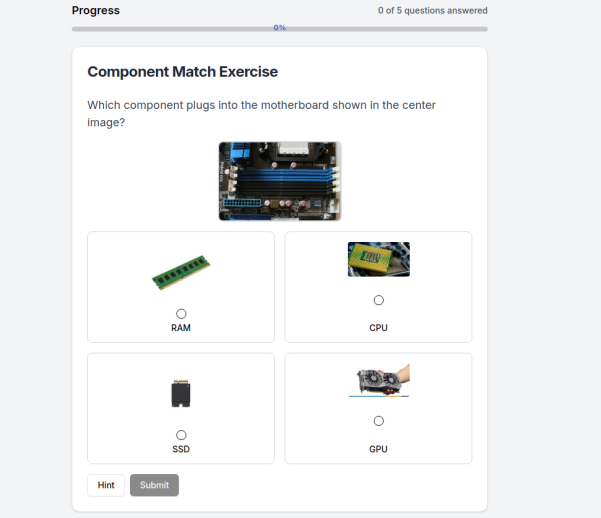 Progress
0 of 5 questions answered
0%
Component Match Exercise
Which component plugs into the motherboard shown in the center
image?
RAM
CPU
SSD
GPU
Hint
Submit